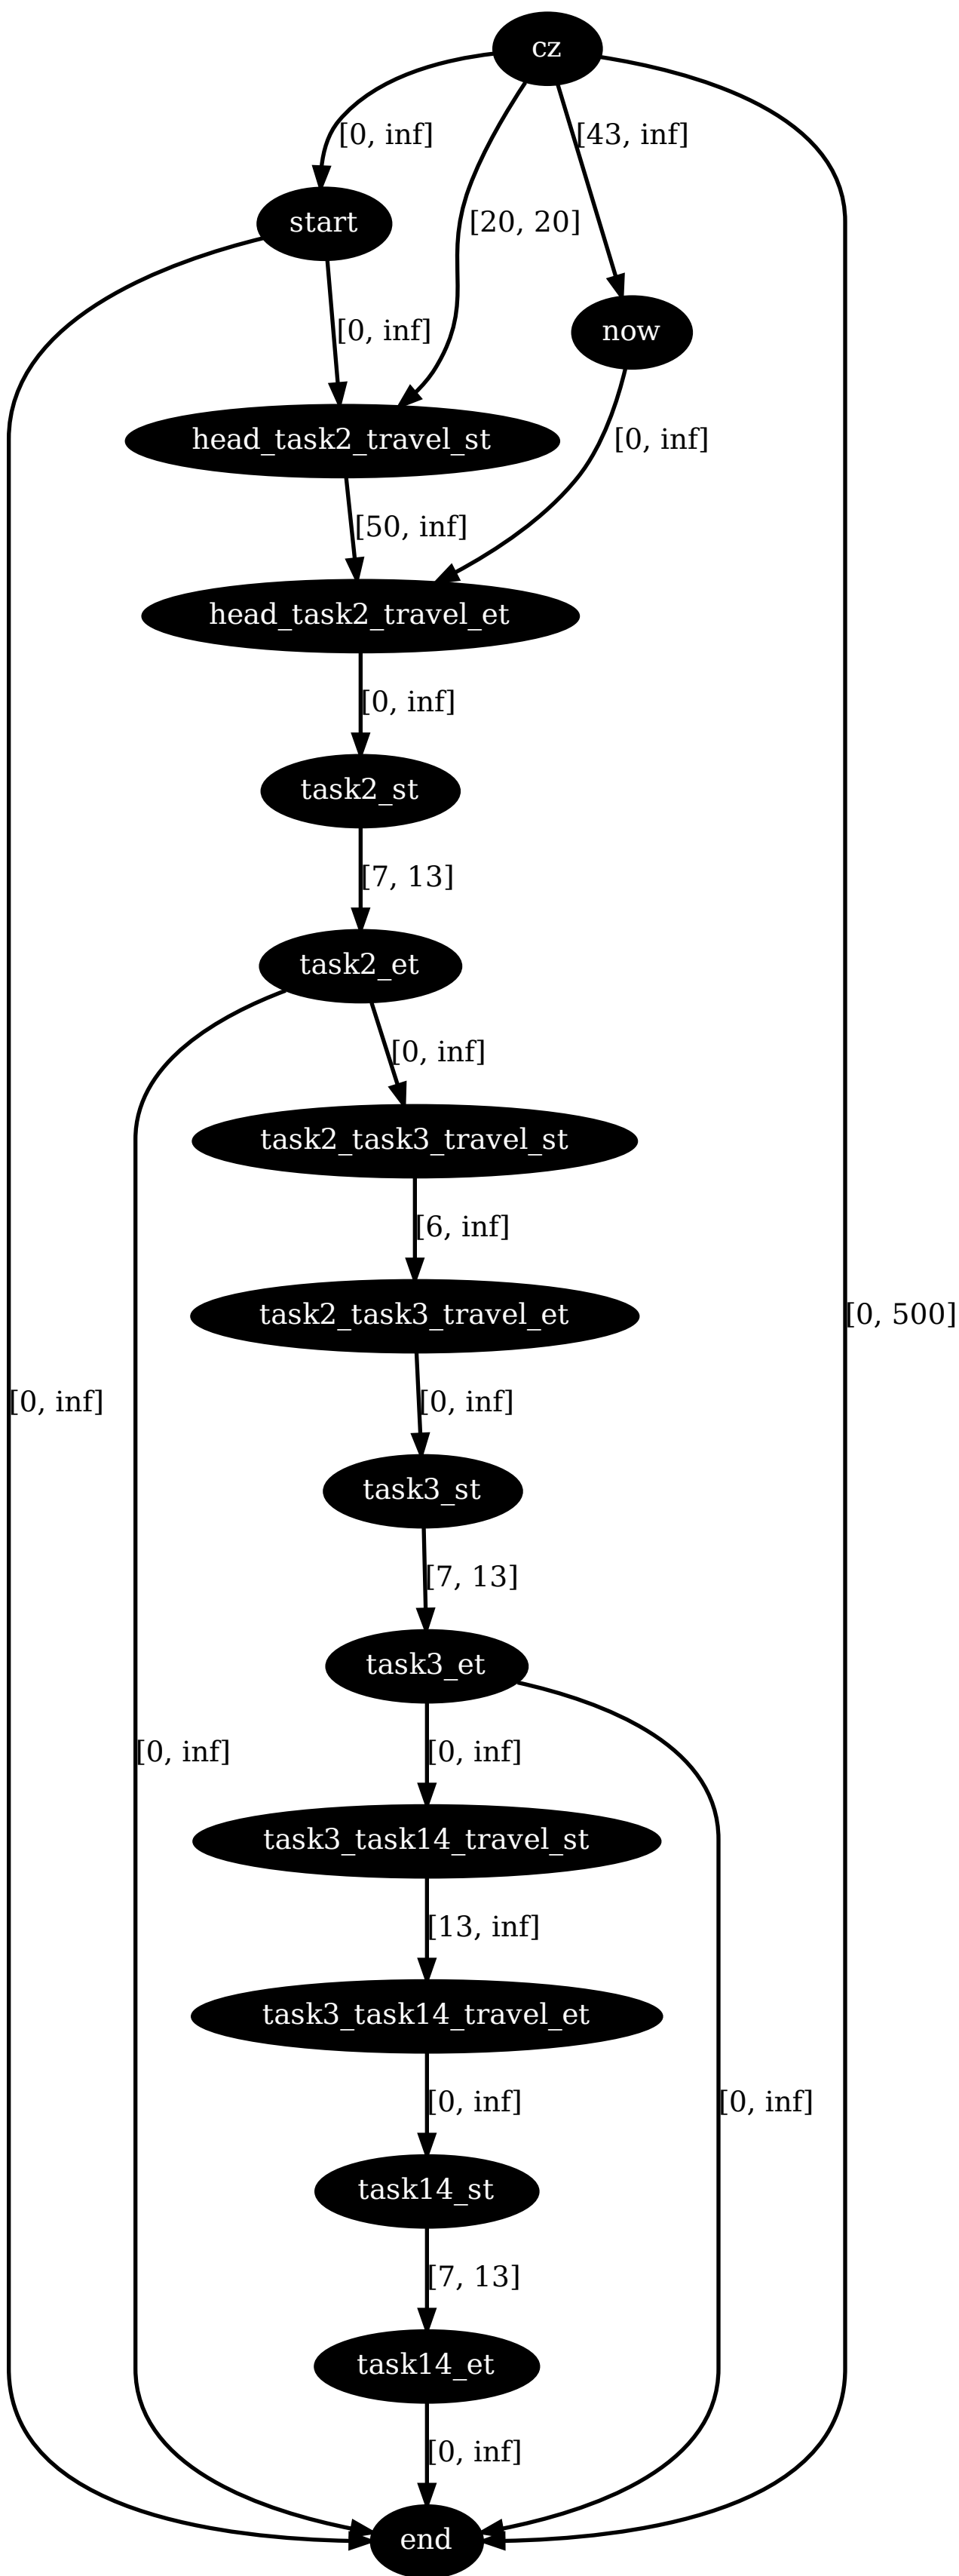 cz
[0, inf]
[43, inf]
[20, 20]
start
now
[0, inf]
head_task2_travel_st
[0, inf]
[50, inf]
head_task2_travel_et
[0, inf]
task2_st
[7, 13]
task2_et
[0, inf]
task2_task3_travel_st
[6, inf]
task2_task3_travel_et
[0, 500]
[0, inf]
[0, inf]
task3_st
[7, 13]
task3_et
[0, inf]
[0, inf]
task3_task14_travel_st
[13, inf]
task3_task14_travel_et
[0, inf]
[0, inf]
task14_st
[7, 13]
task14_et
[0, inf]
end